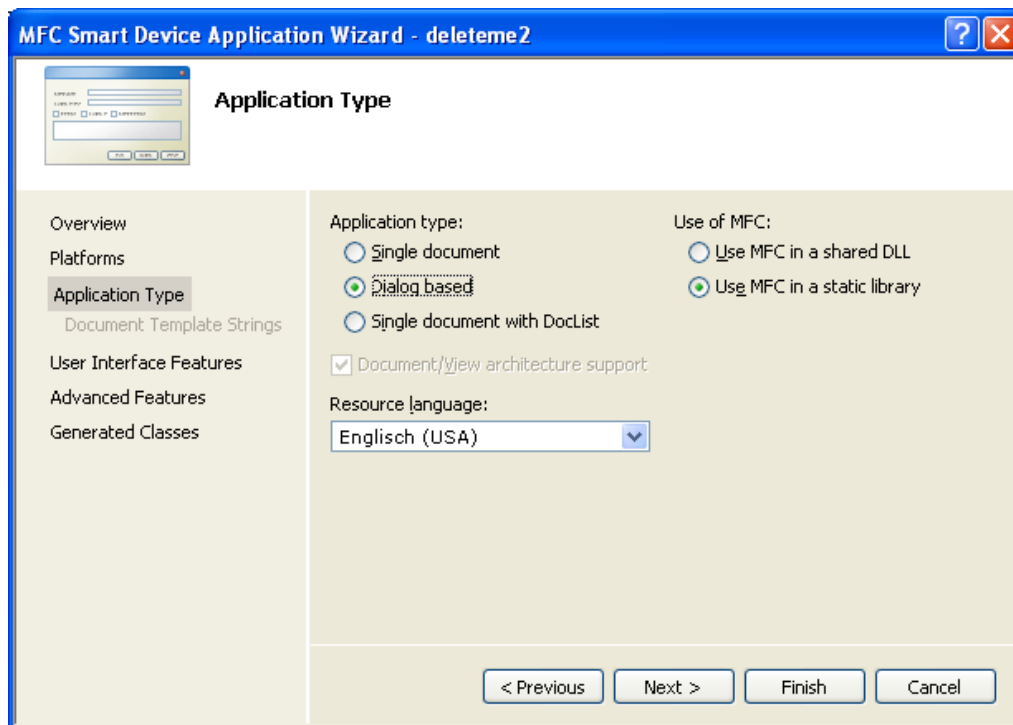 MFC Smart Device Application Wizard - deleteme2
Application Type
Overview
Platforms
Application Type
Document Template Strings
User Interface Features
Advanced Features
Generated Classes
Application type:
Single document
Dialog based
Single document with DocList
Document/View architecture support
Resource language:
Englisch (USA)
Use of MFC:
Use MFC in a shared DLL
Use MFC in a static library
< Previous
Next >
Finish
Cancel